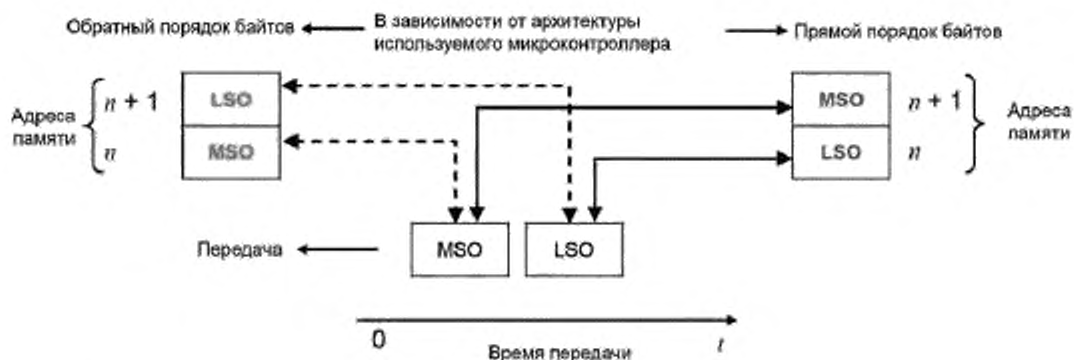 Обратный порядок байтов
В зависимости от архитектуры
используемого микроконтроллера
Прямой порядок байтов
Адреса
памяти
n + 1
n
LSO
MSO
MSO
LSO
n + 1
n
Адреса
памяти
Передача
MSO
LSO
0
Время передачи
t